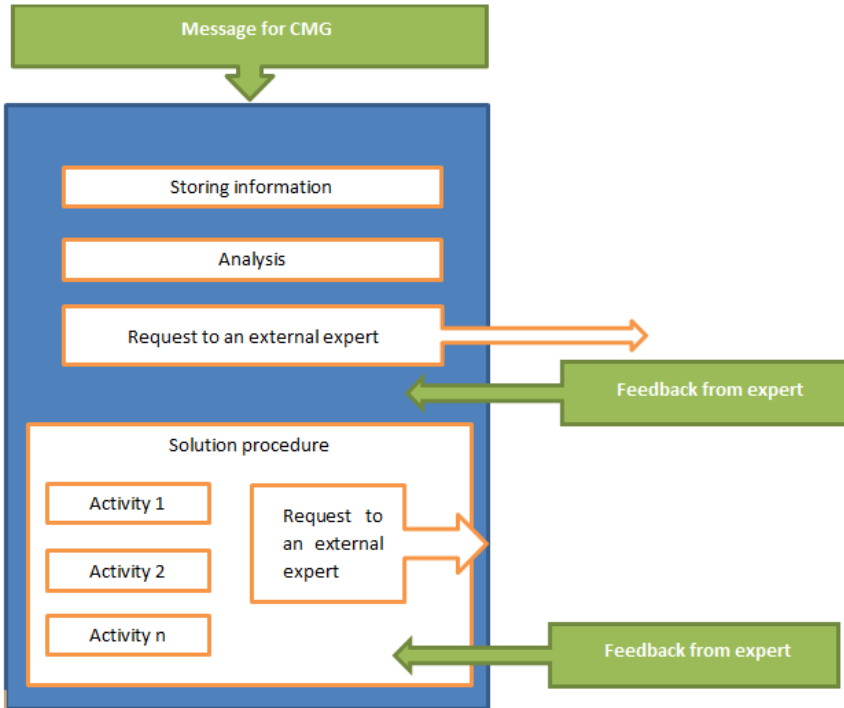 Message for CMG
Storing information
Analysis
Request to an external expert
Feedback from expert
Solution procedure
Activity 1
Request to
an external
expert
Activity 2
Activity n
Feedback from expert